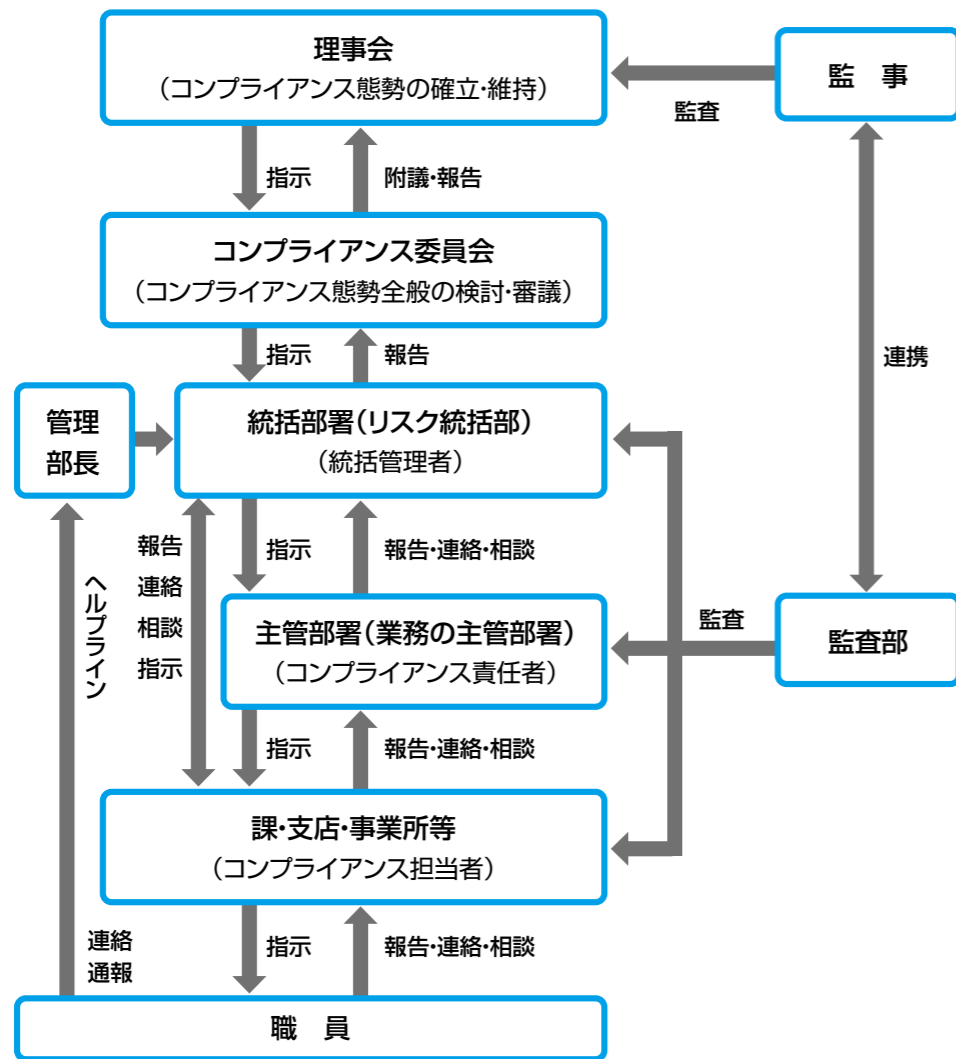 理事会
（コンプライアンス態勢の確立・維持）
監　事
監査
指示
附議・報告
コンプライアンス委員会
（コンプライアンス態勢全般の検討・審議）
指示
報告
連携
管理
部長
統括部署（リスク統括部）
（統括管理者）
報告
連絡
相談
指示
指示
報告・連絡・相談
ヘルプライン
主管部署（業務の主管部署）
（コンプライアンス責任者）
監査
監査部
指示
報告・連絡・相談
課・支店・事業所等
（コンプライアンス担当者）
連絡
通報
指示
報告・連絡・相談
職　員